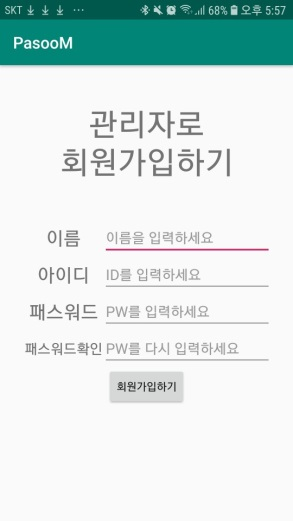 SKT 68% 오후 5:57
PasooM
관리자로
회원가입하기
이름 이름을 입력하세요
아이디 ID를 입력하세요
패스워드 PW를 입력하세요
패스워드확인 PW를 다시 입력하세요
회원가입하기